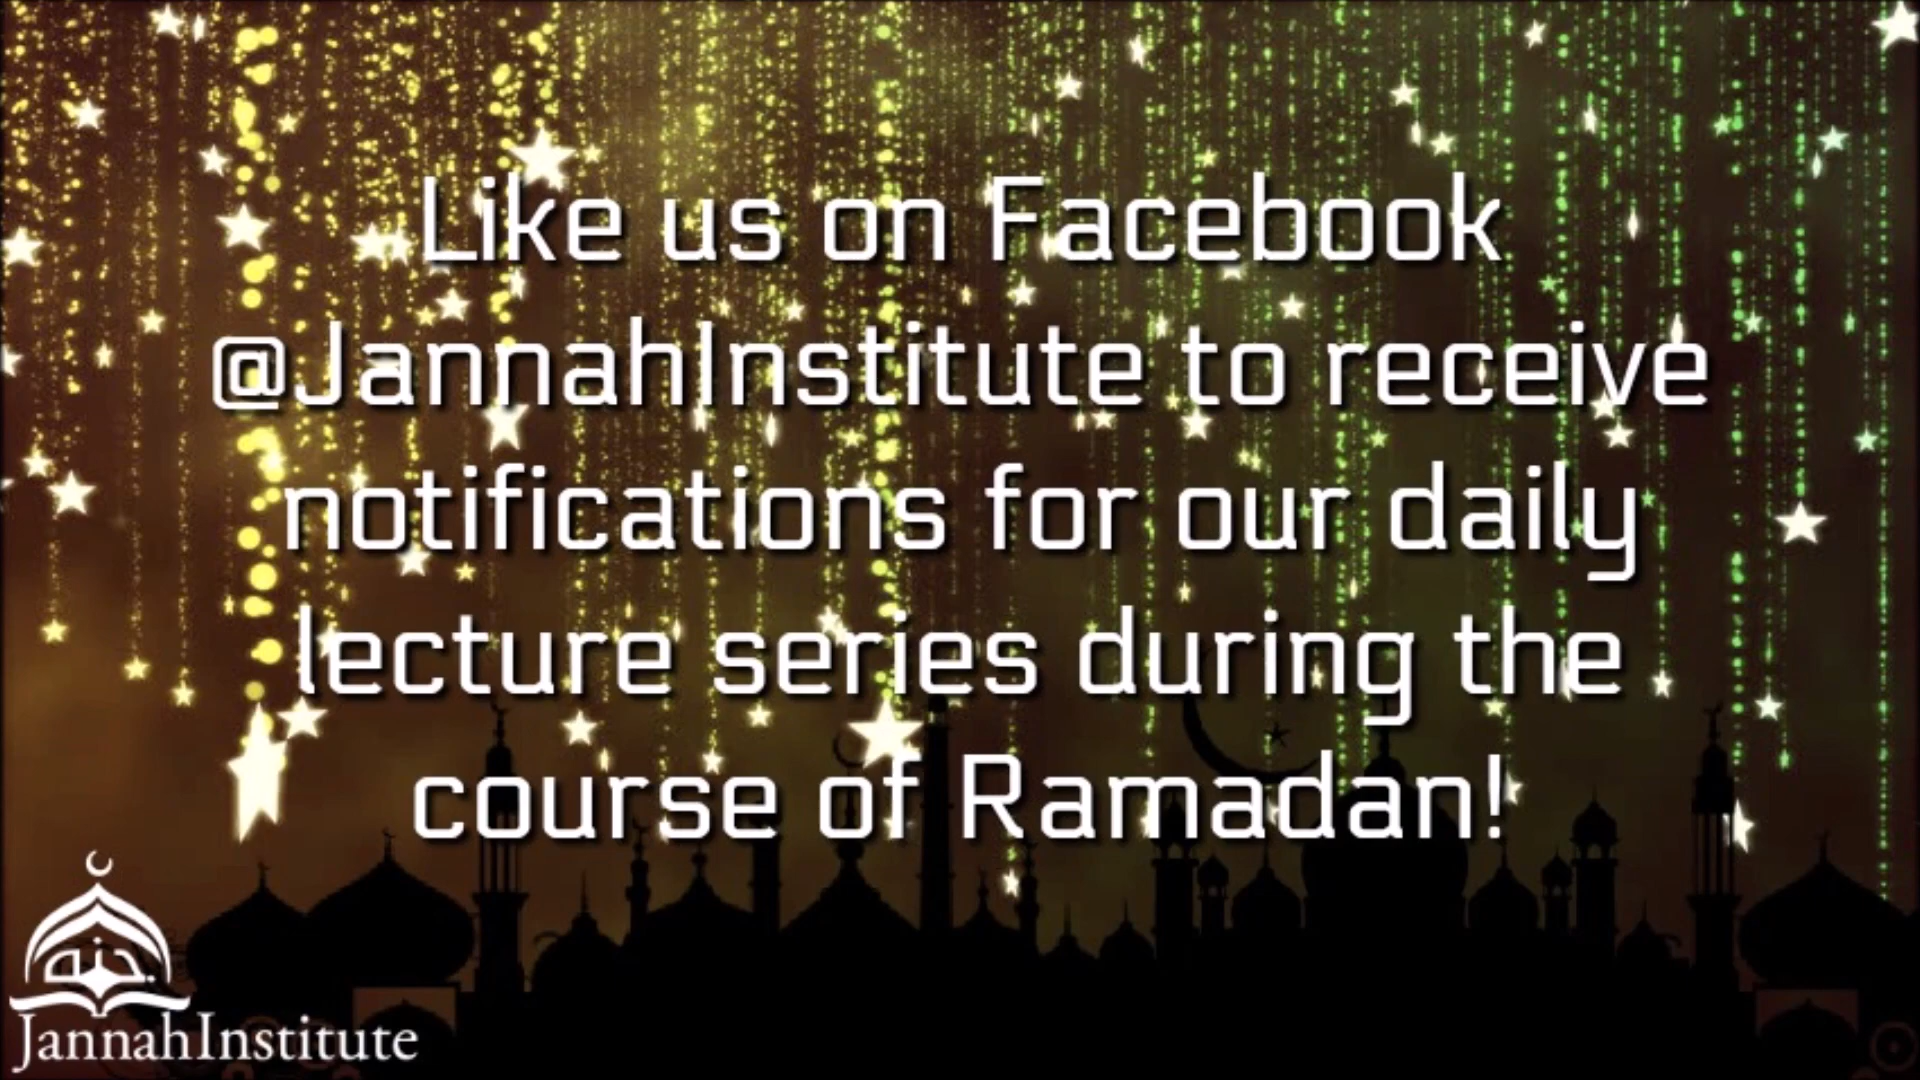 Like us on Facebook
@JannahInstitute to receive
notifications for our daily
lecture series during the
course of Ramadan!
جنة
JannahInstitute